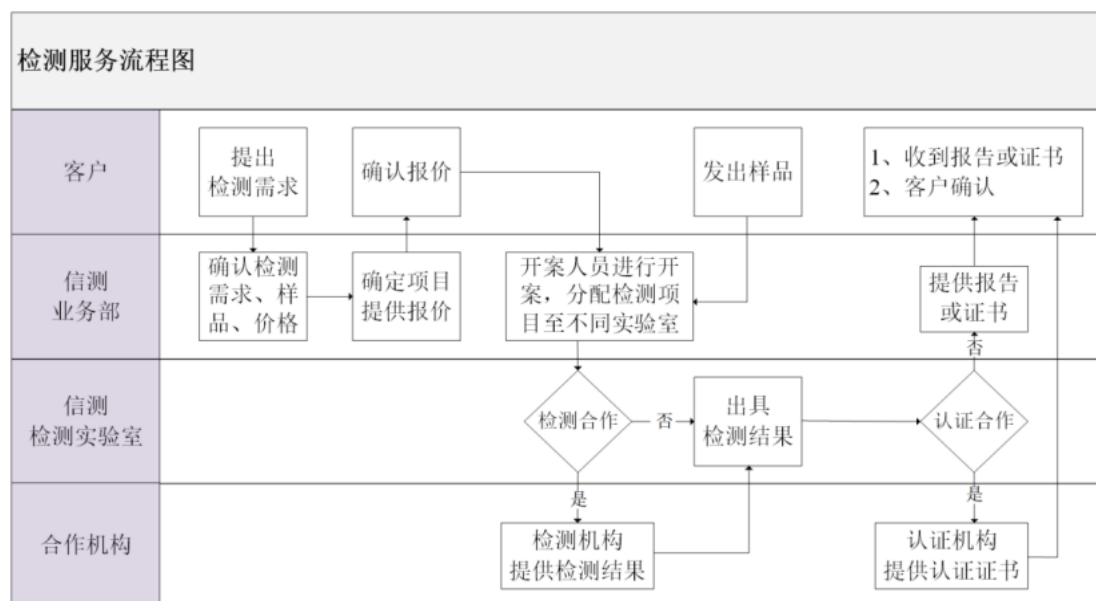 检测服务流程图
客户
提出
检测需求
确认报价
发出样品
1、收到报告或证书
2、客户确认
信测
业务部
确认检测
需求、样
品、价格
确定项目
提供报价
开案人员进行开
案，分配检测项
目至不同实验室
提供报告
或证书
否
信测
检测实验室
检测合作
否
出具
检测结果
认证合作
是
是
合作机构
检测机构
提供检测结果
认证机构
提供认证证书